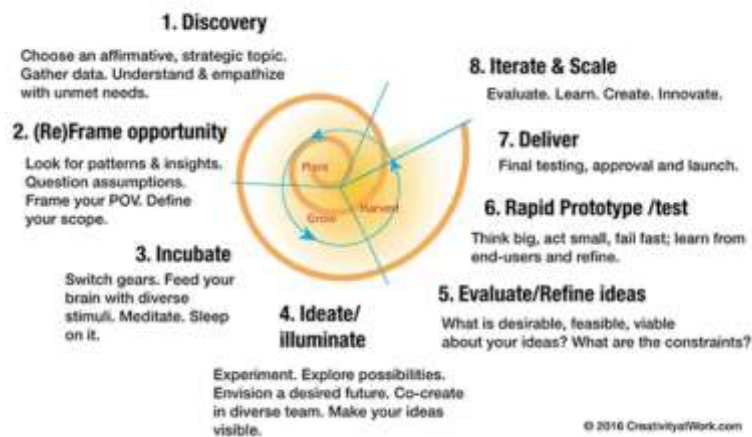 1. Discovery
Choose an affirmative, strategic topic.
Gather data. Understand & empathize
with unmet needs.
2. (Re)Frame opportunity
Look for patterns & insights.
Question assumptions.
Frame your POV. Define
your scope.
3. Incubate
Switch gears. Feed your
brain with diverse
stimuli. Meditate. Sleep
on it.
4. Ideate/
illuminate
Experiment. Explore possibilities.
Envision a desired future. Co-create
in diverse team. Make your ideas
visible.
5. Evaluate/Refine ideas
What is desirable, feasible, viable
about your ideas? What are the constraints?
6. Rapid Prototype /test
Think big, act small, fail fast; learn from
end-users and refine.
7. Deliver
Final testing, approval and launch.
8. Iterate & Scale
Evaluate. Learn. Create. Innovate.
Plant
Grow
Harvest
© 2016 CreativityatWork.com